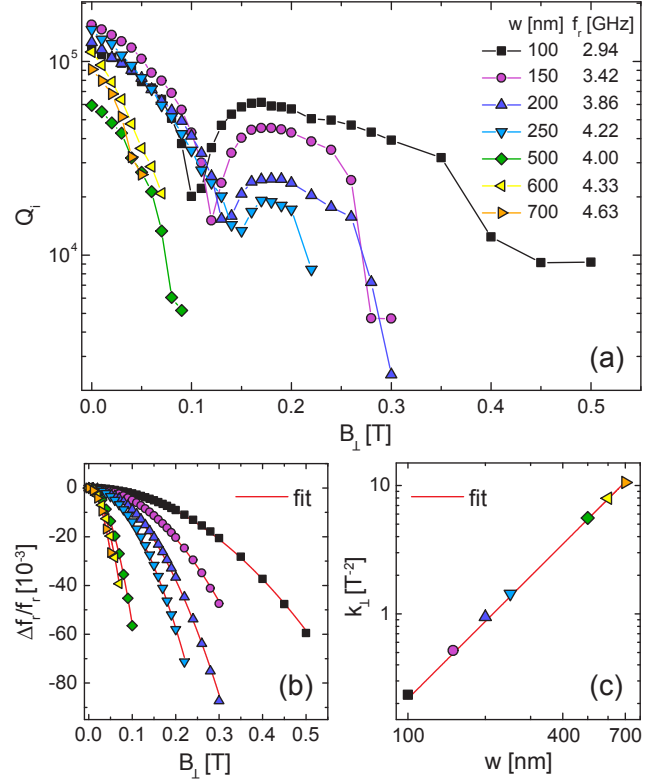 w [nm] f_r [GHz]
100 2.94
150 3.42
200 3.86
250 4.22
500 4.00
600 4.33
700 4.63
10^5
10^4
Q_i
0.0 0.1 0.2 0.3 0.4 0.5
B_⊥ [T]
(a)
0
-20
-40
-60
-80
Δf_r/f_r [10^-3]
fit
(b)
0.0 0.1 0.2 0.3 0.4 0.5
B_⊥ [T]
10
1
k_⊥ [T^-2]
fit
(c)
100 400 700
w [nm]